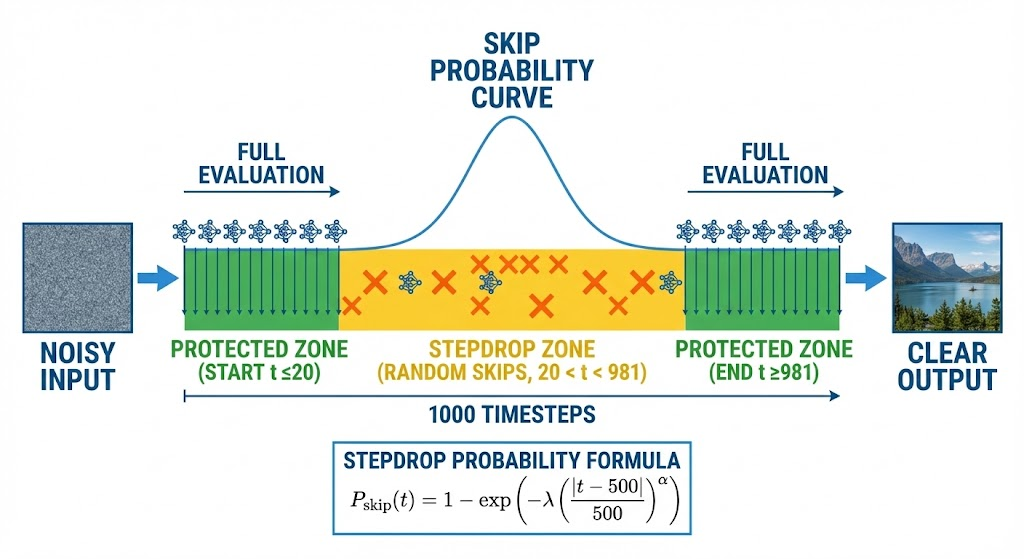 SKIP
PROBABILITY
CURVE
FULL
EVALUATION
FULL
EVALUATION
NOISY
INPUT
PROTECTED ZONE
(START t ≤20)
STEPDROP ZONE
(RANDOM SKIPS, 20 < t < 981)
PROTECTED ZONE
(END t ≥981)
CLEAR
OUTPUT
1000 TIMESTEPS
STEPDROP PROBABILITY FORMULA
P_skip(t) = 1 − exp(−λ(|t − 500|/500)^α)